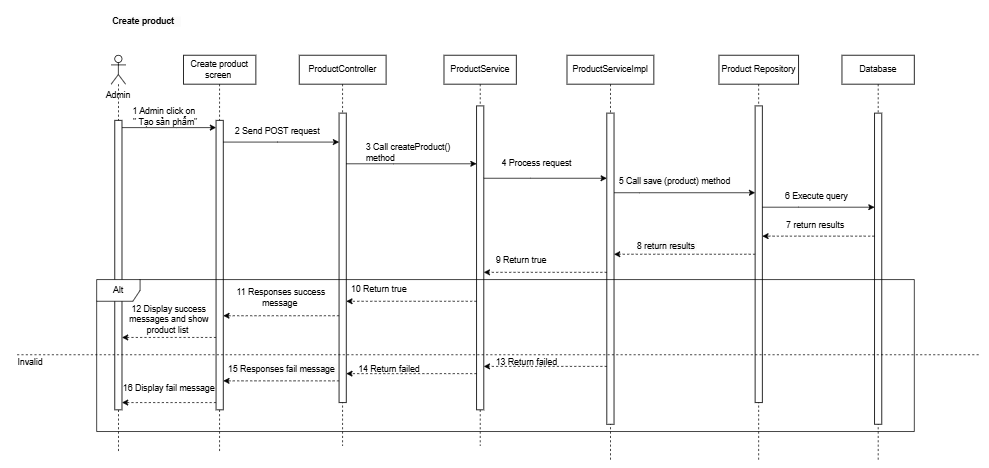 Create product
Create product
screen
ProductController
ProductService
ProductServiceImpl
Product Repository
Database
Admin
1 Admin click on
" Tạo sản phẩm"
2 Send POST request
3 Call createProduct()
method
4 Process request
5 Call save (product) method
6 Execute query
7 return results
8 return results
9 Return true
Alt
10 Return true
11 Responses success
message
12 Display success
messages and show
product list
Invalid
13 Return failed
14 Return failed
15 Responses fail message
16 Display fail message